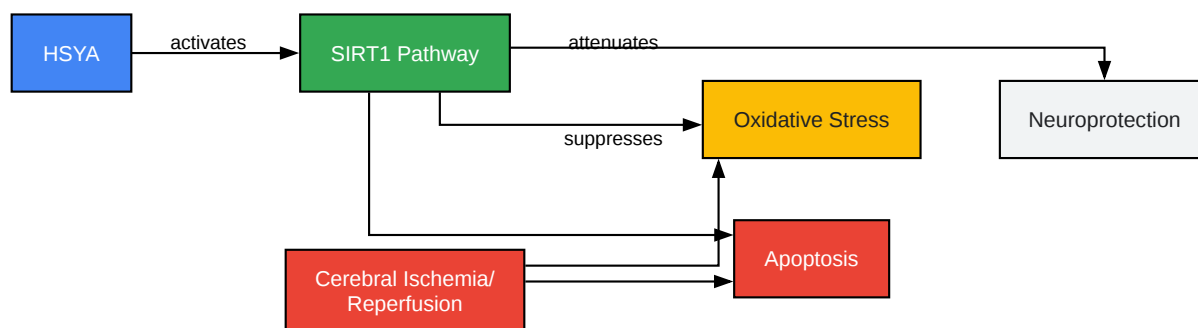 HSYA
activates
SIRT1 Pathway
attenuates
suppresses
Oxidative Stress
Neuroprotection
Apoptosis
Cerebral Ischemia/
Reperfusion